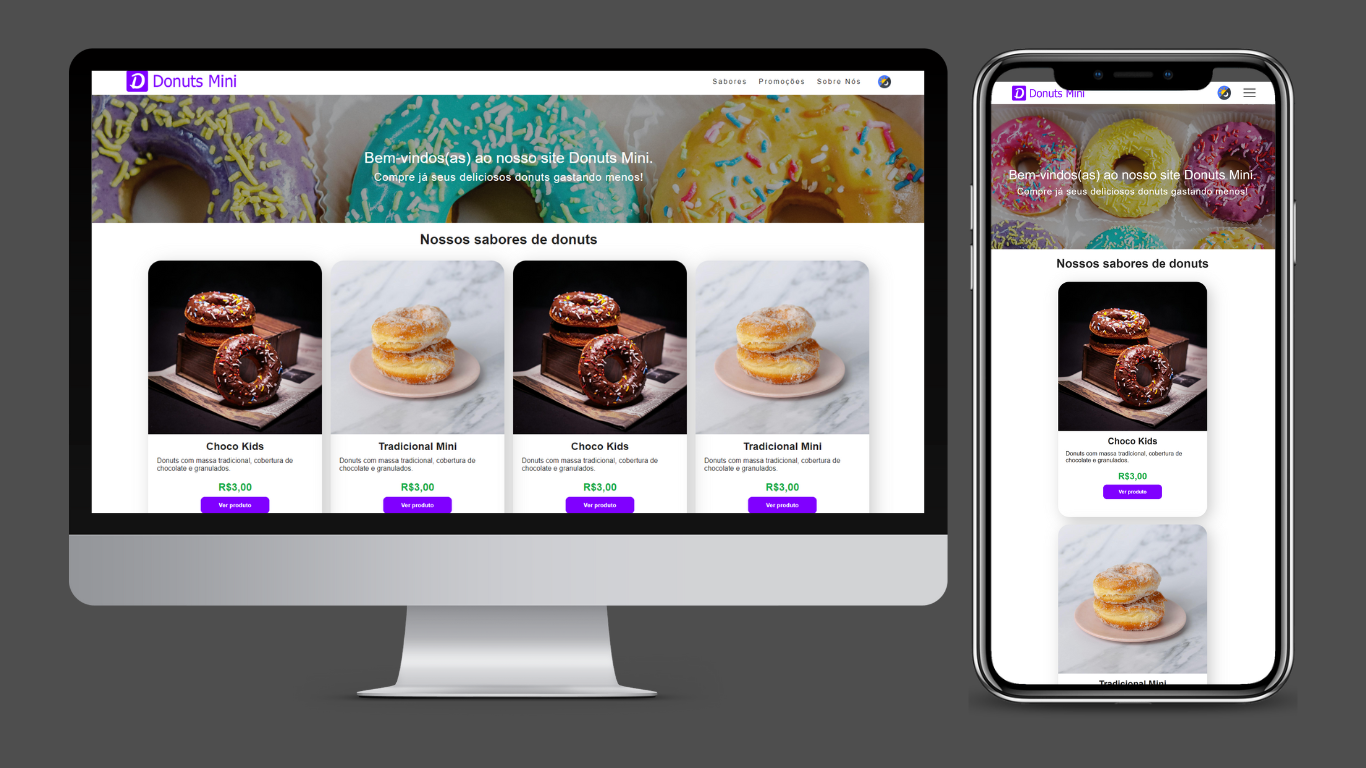 D Donuts Mini
Sabores Promoções Sobre Nós
Bem-vindos(as) ao nosso site Donuts Mini.
Compre já seus deliciosos donuts gastando menos!
Nossos sabores de donuts
Choco Kids
Donuts com massa tradicional, cobertura de
chocolate e granulados.
R$3,00
Ver produto
Tradicional Mini
Donuts com massa tradicional, cobertura de
chocolate e granulados.
R$3,00
Ver produto
Choco Kids
Donuts com massa tradicional, cobertura de
chocolate e granulados.
R$3,00
Ver produto
Tradicional Mini
Donuts com massa tradicional, cobertura de
chocolate e granulados.
R$3,00
Ver produto
D Donuts Mini
Bem-vindos(as) ao nosso site Donuts Mini.
Compre já seus deliciosos donuts gastando menos!
Nossos sabores de donuts
Choco Kids
Donuts com massa tradicional, cobertura de
chocolate e granulados.
R$3,00
Ver produto
Tradicional Mini